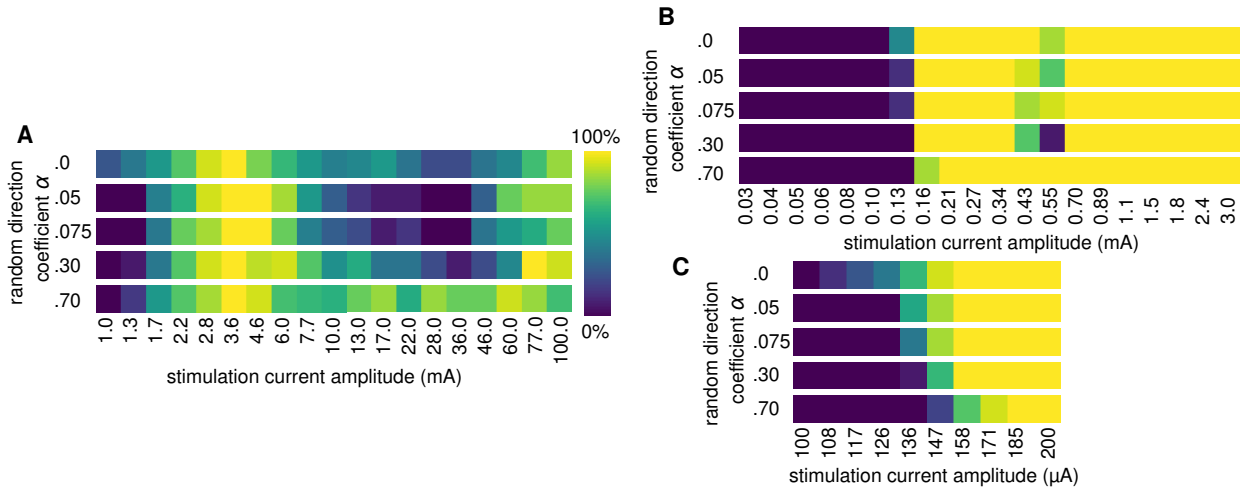 A
random direction
coefficient α
.0
.05
.075
.30
.70
1.0 1.3 1.7 2.2 2.8 3.6 4.6 6.0 7.7 10.0 13.0 17.0 22.0 28.0 36.0 46.0 60.0 77.0 100.0
stimulation current amplitude (mA)
100%
0%
B
random direction
coefficient α
.0
.05
.075
.30
.70
0.03 0.04 0.05 0.06 0.08 0.10 0.13 0.16 0.21 0.27 0.34 0.43 0.55 0.70 0.89 1.1 1.5 1.8 2.4 3.0
stimulation current amplitude (mA)
C
random direction
coefficient α
.0
.05
.075
.30
.70
100 108 117 126 136 147 158 171 185 200
stimulation current amplitude (μA)